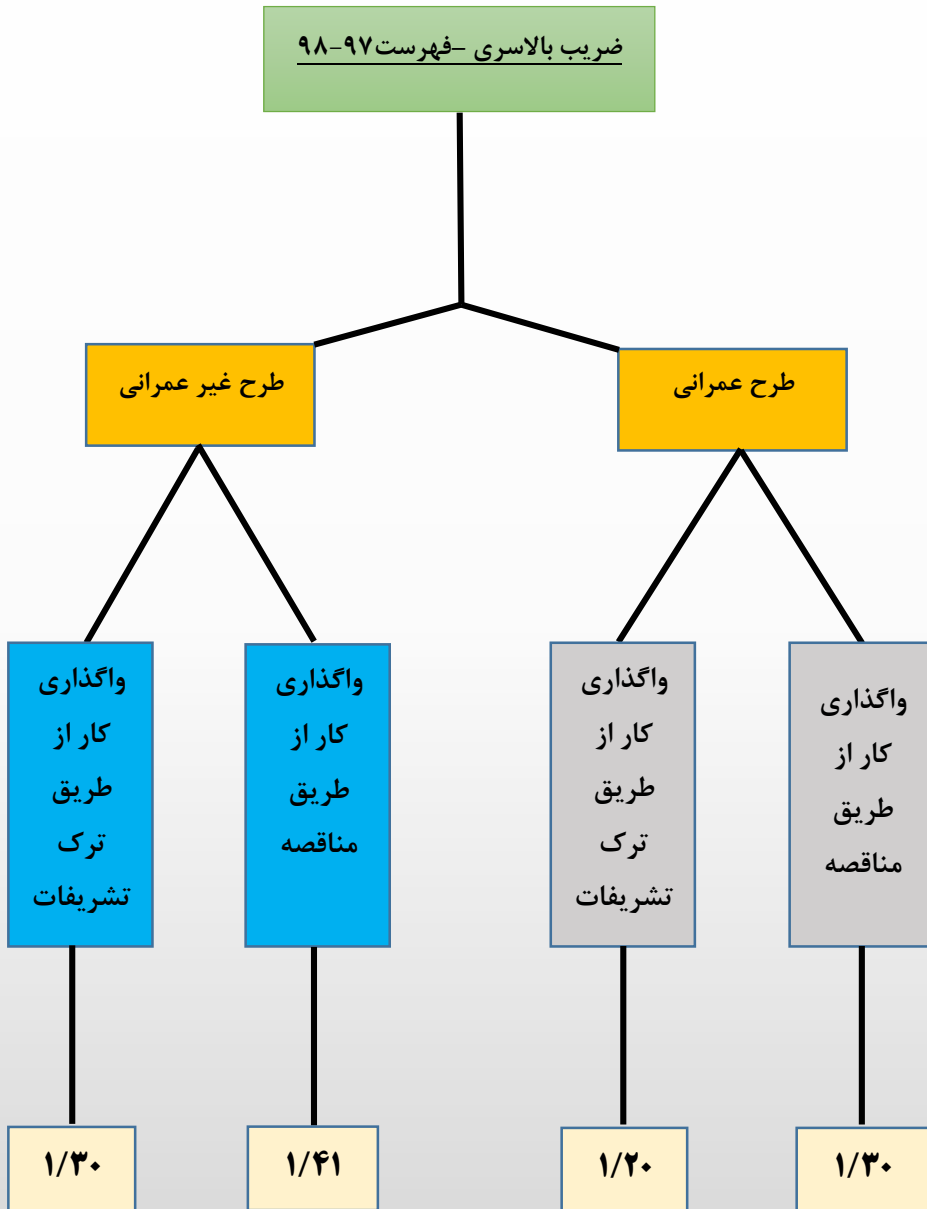 ضریب بالاسری –فهرست۹۷-۹۸
طرح عمرانی
طرح غیر عمرانی
واگذاری
کار از
طریق
مناقصه
واگذاری
کار از
طریق
ترک
تشریفات
واگذاری
کار از
طریق
مناقصه
واگذاری
کار از
طریق
ترک
تشریفات
۱/۳۰
۱/۲۰
۱/۴۱
۱/۳۰